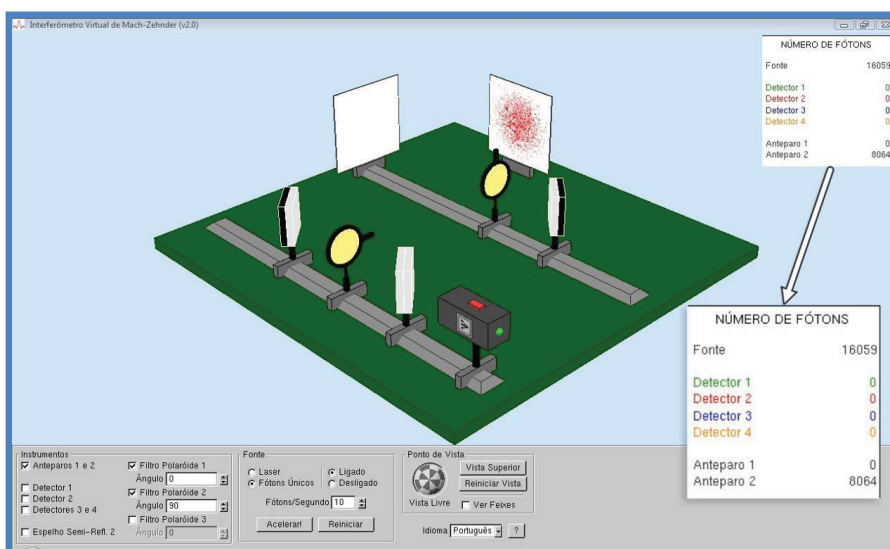 Interferômetro Virtual de Mach-Zehnder (v2.0)
NÚMERO DE FÓTONS
Fonte 16059
Detector 1 0
Detector 2 0
Detector 3 0
Detector 4 0
Anteparo 1 0
Anteparo 2 8064
NÚMERO DE FÓTONS
Fonte 16059
Detector 1 0
Detector 2 0
Detector 3 0
Detector 4 0
Anteparo 1 0
Anteparo 2 8064
Instrumentos
Anteparos 1 e 2
Detector 1
Detector 2
Detectores 3 e 4
Espelho Semi-Refl. 2
Filtro Polaróide 1
Ângulo 0
Filtro Polaróide 2
Ângulo 90
Filtro Polaróide 3
Ângulo 0
Fonte
Laser
Ligado
Fótons Únicos
Desligado
Fótons/Segundo 10
Acelerar!
Reiniciar
Ponto de Vista
Vista Livre
Vista Superior
Reiniciar Vista
Ver Feixes
Idioma Português ?